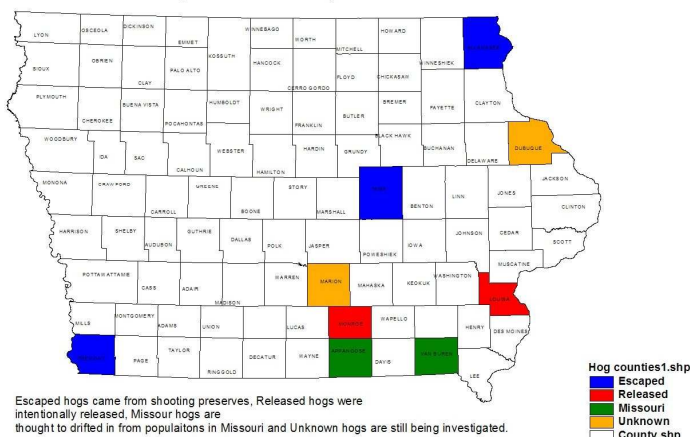 WINNEBAGO
HOWARD
DICKINSON
LYON
OSCEOLA
EMMET
WORTH
MITCHELL
KOSSUTH
WINNESHIEK
OBRIEN
HANCOCK
SIOUX
PALO ALTO
FLOYD
CHICKASAW
CLAY
CERRO GORDO
PLYMOUTH
BUENA VISTA
HUMBOLDT
BREMER
CLAYTON
WRIGHT
FAYETTE
CHEROKEE
POCAHONTAS
FRANKLIN
BUTLER
WOODBURY
BLACK HAWK
WEBSTER
HARDIN
GRUNDY
BUCHANAN
DUBUQUE
IDA
SAC
DELAWARE
CALHOUN
HAMILTON
MONONA
CRAWFORD
GREENE
STORY
JONES
JACKSON
LINN
CARROLL
BOONE
MARSHALL
BENTON
CLINTON
HARRISON
SHELBY
GUTHRIE
DALLAS
JOHNSON
CEDAR
AUDUBON
POLK
JASPER
IOWA
SCOTT
POWESHIEK
MUSCATINE
POTTAWATTAMIE
WARREN
MARION
MAHASKA
KEOKUK
WASHINGTON
CASS
ADAIR
MADISON
MILLS
MONTGOMERY
ADAMS
UNION
LUCAS
WAPELLO
HENRY
DES MOINES
PAGE
TAYLOR
RINGGOLD
DECATUR
WAYNE
DAVIS
LEE
Hog counties1.shp
Escaped
Released
Missouri
Unknown
County.shp
Escaped hogs came from shooting preserves, Released hogs were
intentionally released, Missour hogs are
thought to drifted in from populaitons in Missouri and Unknown hogs are still being investigated.